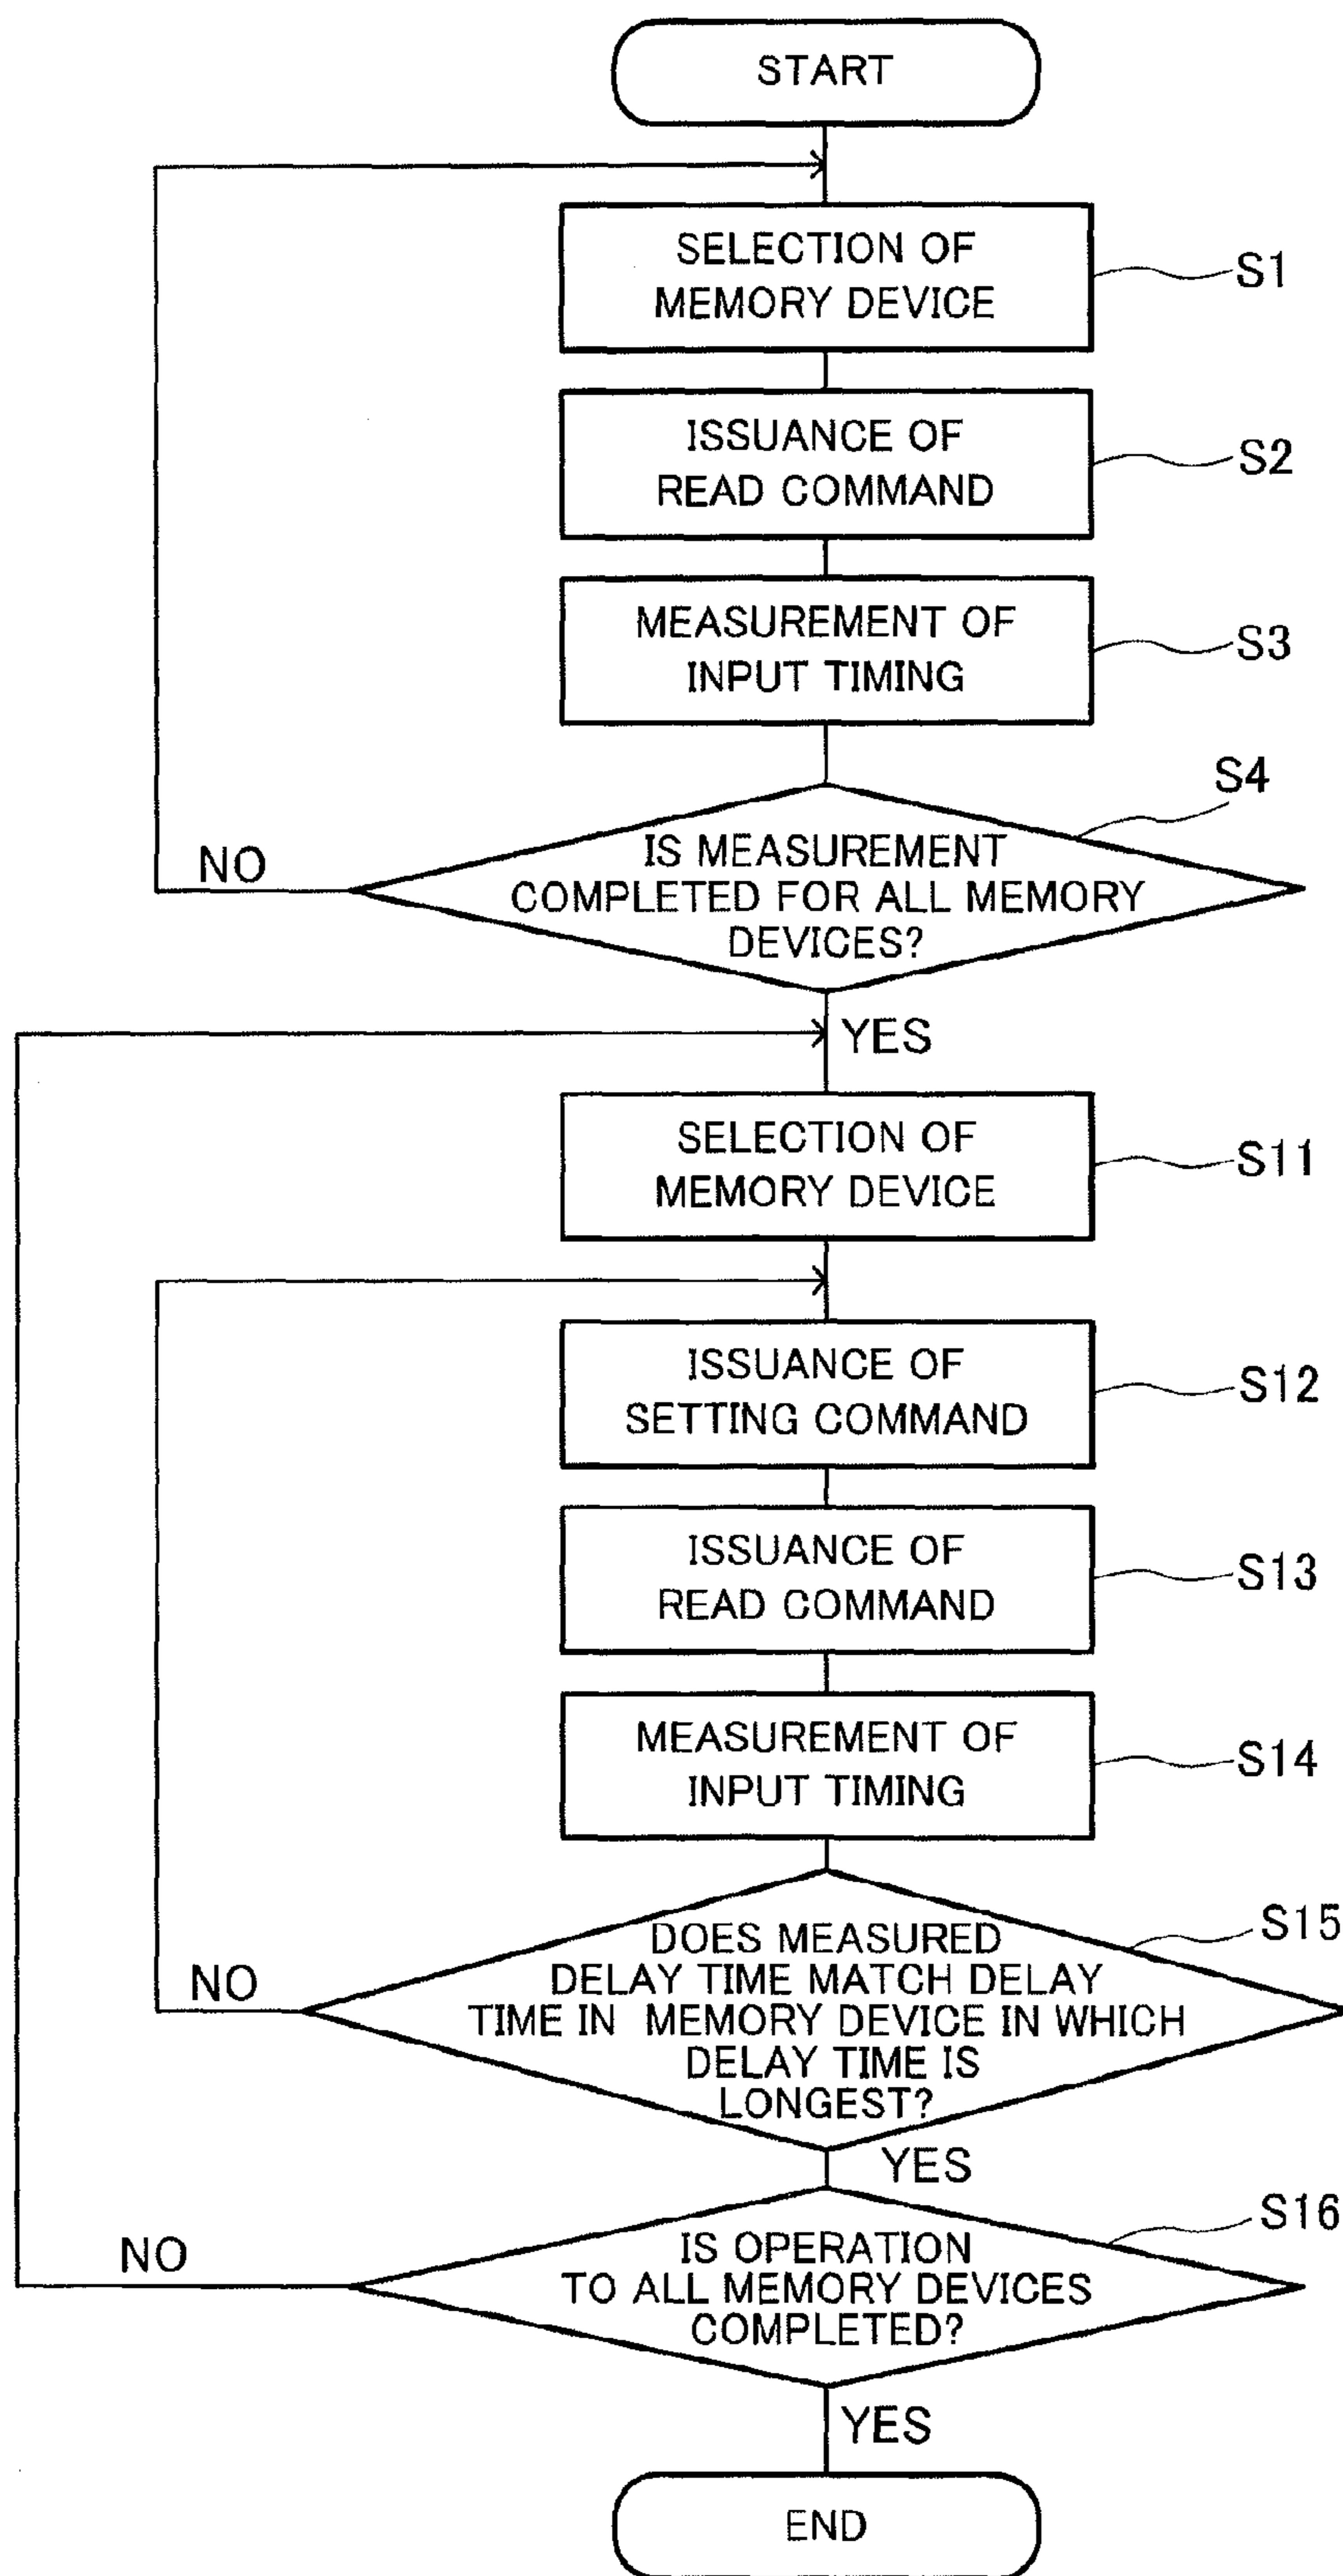 START
SELECTION OF
MEMORY DEVICE
S1
ISSUANCE OF
READ COMMAND
S2
MEASUREMENT OF
INPUT TIMING
S3
S4
IS MEASUREMENT
COMPLETED FOR ALL MEMORY
DEVICES?
NO
YES
SELECTION OF
MEMORY DEVICE
S11
ISSUANCE OF
SETTING COMMAND
S12
ISSUANCE OF
READ COMMAND
S13
MEASUREMENT OF
INPUT TIMING
S14
S15
DOES MEASURED
DELAY TIME MATCH DELAY
TIME IN MEMORY DEVICE IN WHICH
DELAY TIME IS
LONGEST?
NO
YES
S16
IS OPERATION
TO ALL MEMORY DEVICES
COMPLETED?
NO
YES
END